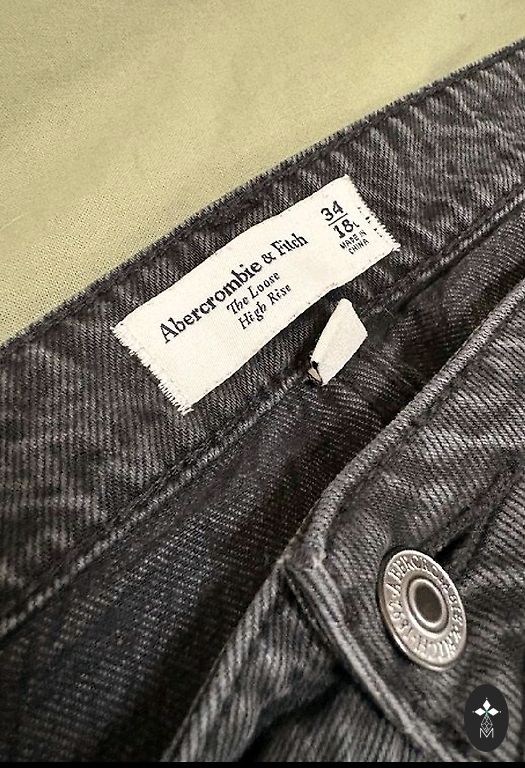 Abercrombie & Fitch
The Loose
High Rise
34
18
MADE IN
CHINA